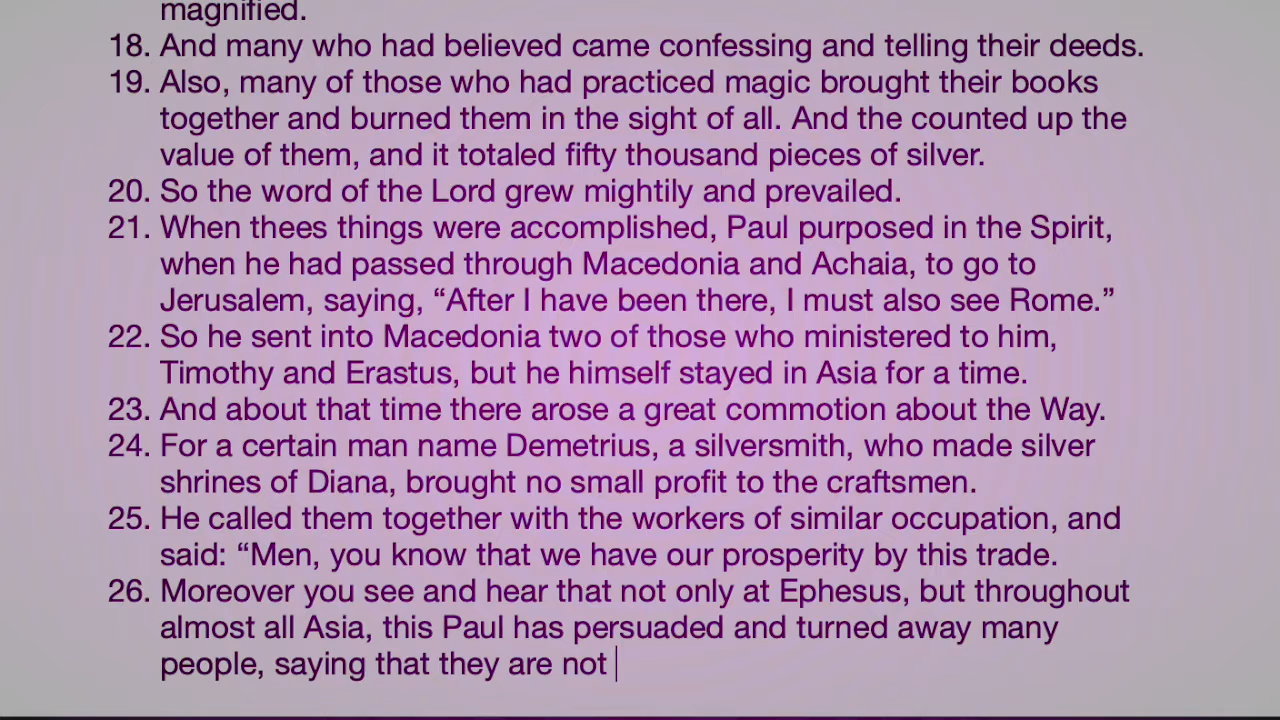 magnified.
18. And many who had believed came confessing and telling their deeds.
19. Also, many of those who had practiced magic brought their books
together and burned them in the sight of all. And the counted up the
value of them, and it totaled fifty thousand pieces of silver.
20. So the word of the Lord grew mightily and prevailed.
21. When thees things were accomplished, Paul purposed in the Spirit,
when he had passed through Macedonia and Achaia, to go to
Jerusalem, saying, “After I have been there, I must also see Rome.”
22. So he sent into Macedonia two of those who ministered to him,
Timothy and Erastus, but he himself stayed in Asia for a time.
23. And about that time there arose a great commotion about the Way.
24. For a certain man name Demetrius, a silversmith, who made silver
shrines of Diana, brought no small profit to the craftsmen.
25. He called them together with the workers of similar occupation, and
said: “Men, you know that we have our prosperity by this trade.
26. Moreover you see and hear that not only at Ephesus, but throughout
almost all Asia, this Paul has persuaded and turned away many
people, saying that they are not